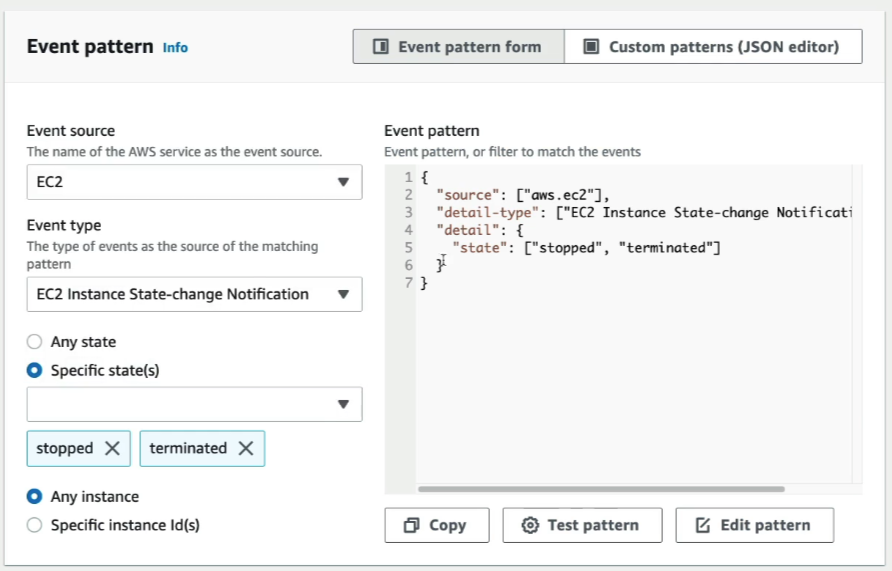 Event pattern Info
Event pattern form
Custom patterns (JSON editor)
Event source
The name of the AWS service as the event source.
EC2
Event type
The type of events as the source of the matching
pattern
EC2 Instance State-change Notification
Any state
Specific state(s)
stopped
terminated
Any instance
Specific instance Id(s)
Event pattern
Event pattern, or filter to match the events
1 {
2 "source": ["aws.ec2"],
3 "detail-type": ["EC2 Instance State-change Notificati
4 "detail": {
5 "state": ["stopped", "terminated"]
6 }
7 }
Copy
Test pattern
Edit pattern